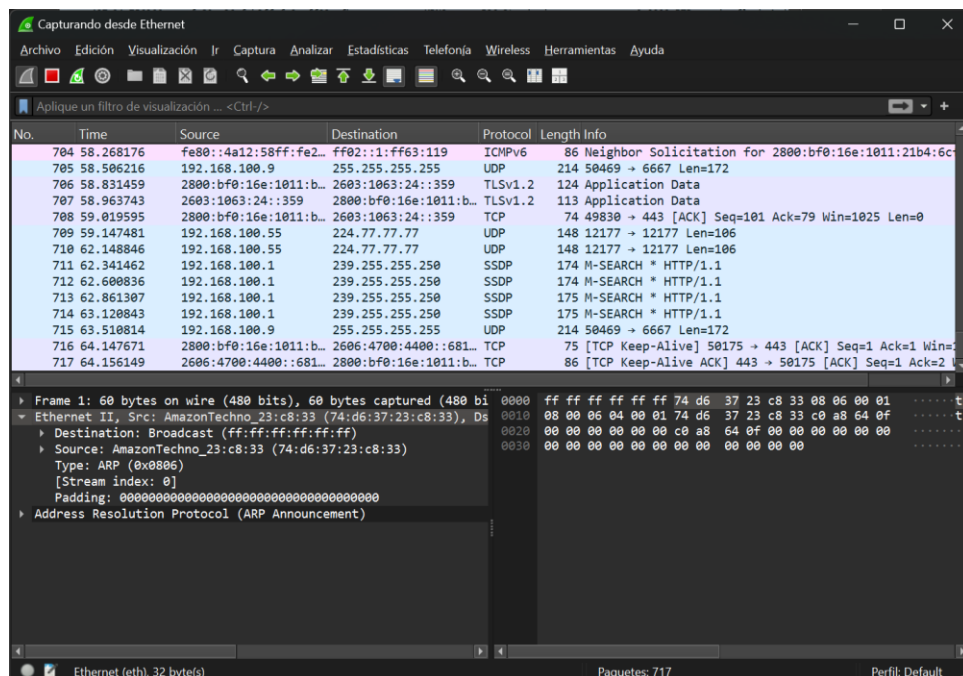 Capturando desde Ethernet
Archivo Edición Visualización Ir Captura Analizar Estadísticas Telefonía Wireless Herramientas Ayuda
Aplique un filtro de visualización ... <Ctrl-/>
No. Time Source Destination Protocol Length Info
704 58.268176 fe80::4a12:58ff:fe2… ff02::1:ff63:119 ICMPv6 86 Neighbor Solicitation for 2800:bf0:16e:1011:21b4:6c
705 58.506216 192.168.100.9 255.255.255.255 UDP 214 50469 → 6667 Len=172
706 58.831459 2800:bf0:16e:1011:b… 2603:1063:24::359 TLSv1.2 124 Application Data
707 58.963743 2603:1063:24::359 2800:bf0:16e:1011:b… TLSv1.2 113 Application Data
708 59.019595 2800:bf0:16e:1011:b… 2603:1063:24::359 TCP 74 49830 → 443 [ACK] Seq=101 Ack=79 Win=1025 Len=0
709 59.147481 192.168.100.55 224.77.77.77 UDP 148 12177 → 12177 Len=106
710 62.148846 192.168.100.55 224.77.77.77 UDP 148 12177 → 12177 Len=106
711 62.341462 192.168.100.1 239.255.255.250 SSDP 174 M-SEARCH * HTTP/1.1
712 62.600836 192.168.100.1 239.255.255.250 SSDP 174 M-SEARCH * HTTP/1.1
713 62.861307 192.168.100.1 239.255.255.250 SSDP 175 M-SEARCH * HTTP/1.1
714 63.120843 192.168.100.1 239.255.255.250 SSDP 175 M-SEARCH * HTTP/1.1
715 63.510814 192.168.100.9 255.255.255.255 UDP 214 50469 → 6667 Len=172
716 64.147671 2800:bf0:16e:1011:b… 2606:4700:4400::681… TCP 75 [TCP Keep-Alive] 50175 → 443 [ACK] Seq=1 Ack=1 Win=
717 64.156149 2606:4700:4400::681… 2800:bf0:16e:1011:b… TCP 86 [TCP Keep-Alive ACK] 443 → 50175 [ACK] Seq=1 Ack=2
Frame 1: 60 bytes on wire (480 bits), 60 bytes captured (480 bi
Ethernet II, Src: AmazonTechno_23:c8:33 (74:d6:37:23:c8:33), Ds
Destination: Broadcast (ff:ff:ff:ff:ff:ff)
Source: AmazonTechno_23:c8:33 (74:d6:37:23:c8:33)
Type: ARP (0x0806)
[Stream index: 0]
Padding: 000000000000000000000000000000000000
Address Resolution Protocol (ARP Announcement)
0000 ff ff ff ff ff ff 74 d6 37 23 c8 33 08 06 00 01 ······t
0010 08 00 06 04 00 01 74 d6 37 23 c8 33 c0 a8 64 0f ······t
0020 00 00 00 00 00 00 c0 a8 64 0f 00 00 00 00 00 00 ·······
0030 00 00 00 00 00 00 00 00 00 00 00 00 ·······
Ethernet (eth), 32 byte(s)
Paquetes: 717
Perfil: Default